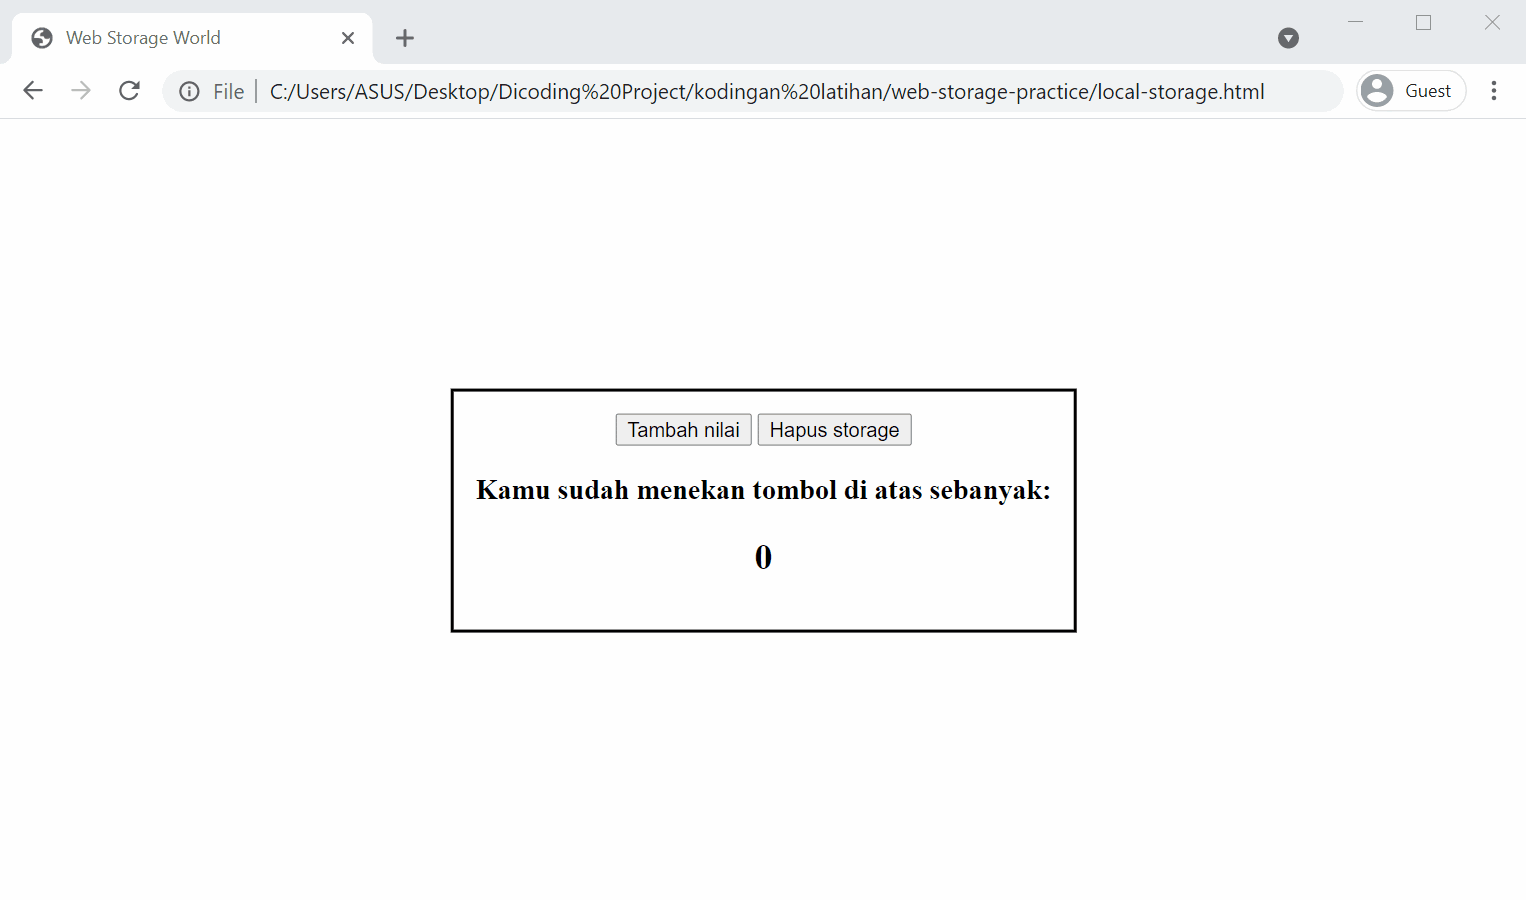 Web Storage World
File C:/Users/ASUS/Desktop/Dicoding%20Project/kodingan%20latihan/web-storage-practice/local-storage.html Guest
Tambah nilai Hapus storage
Kamu sudah menekan tombol di atas sebanyak:
0